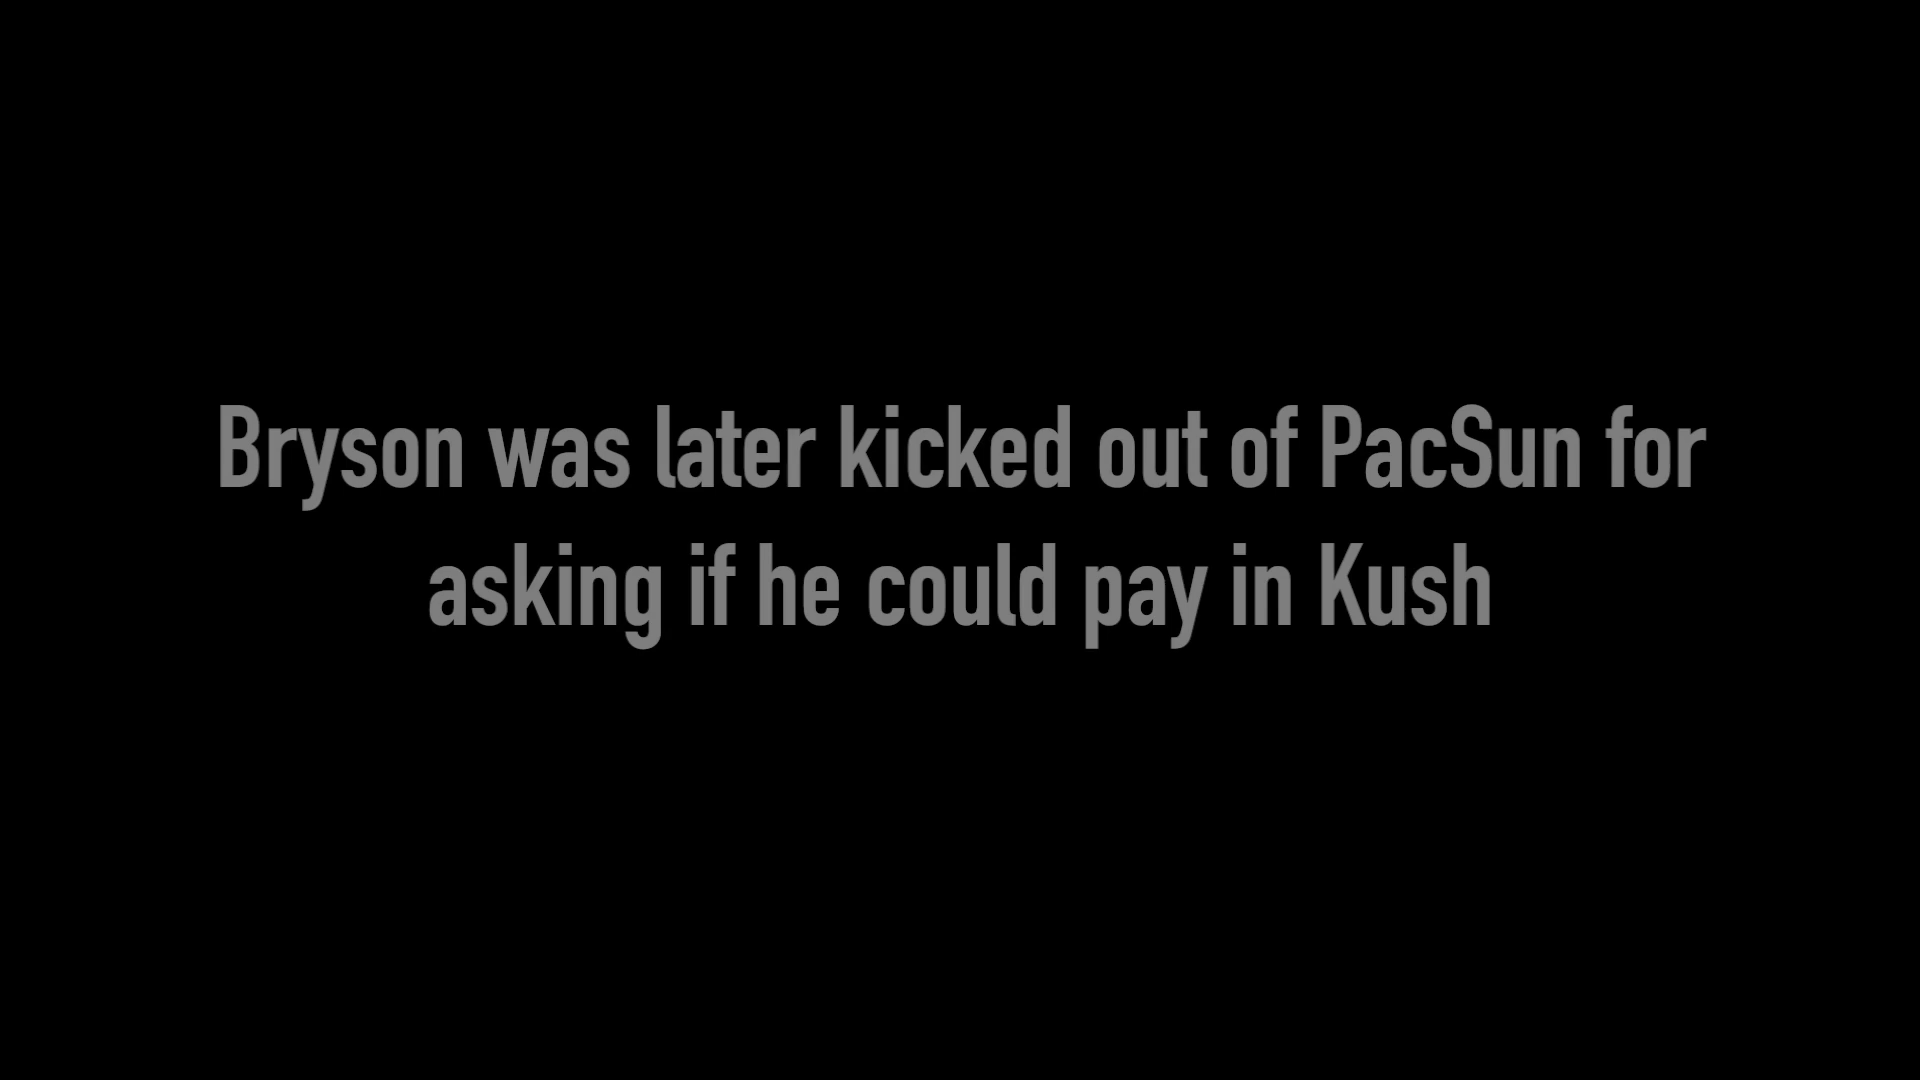 Bryson was later kicked out of PacSun for
asking if he could pay in Kush